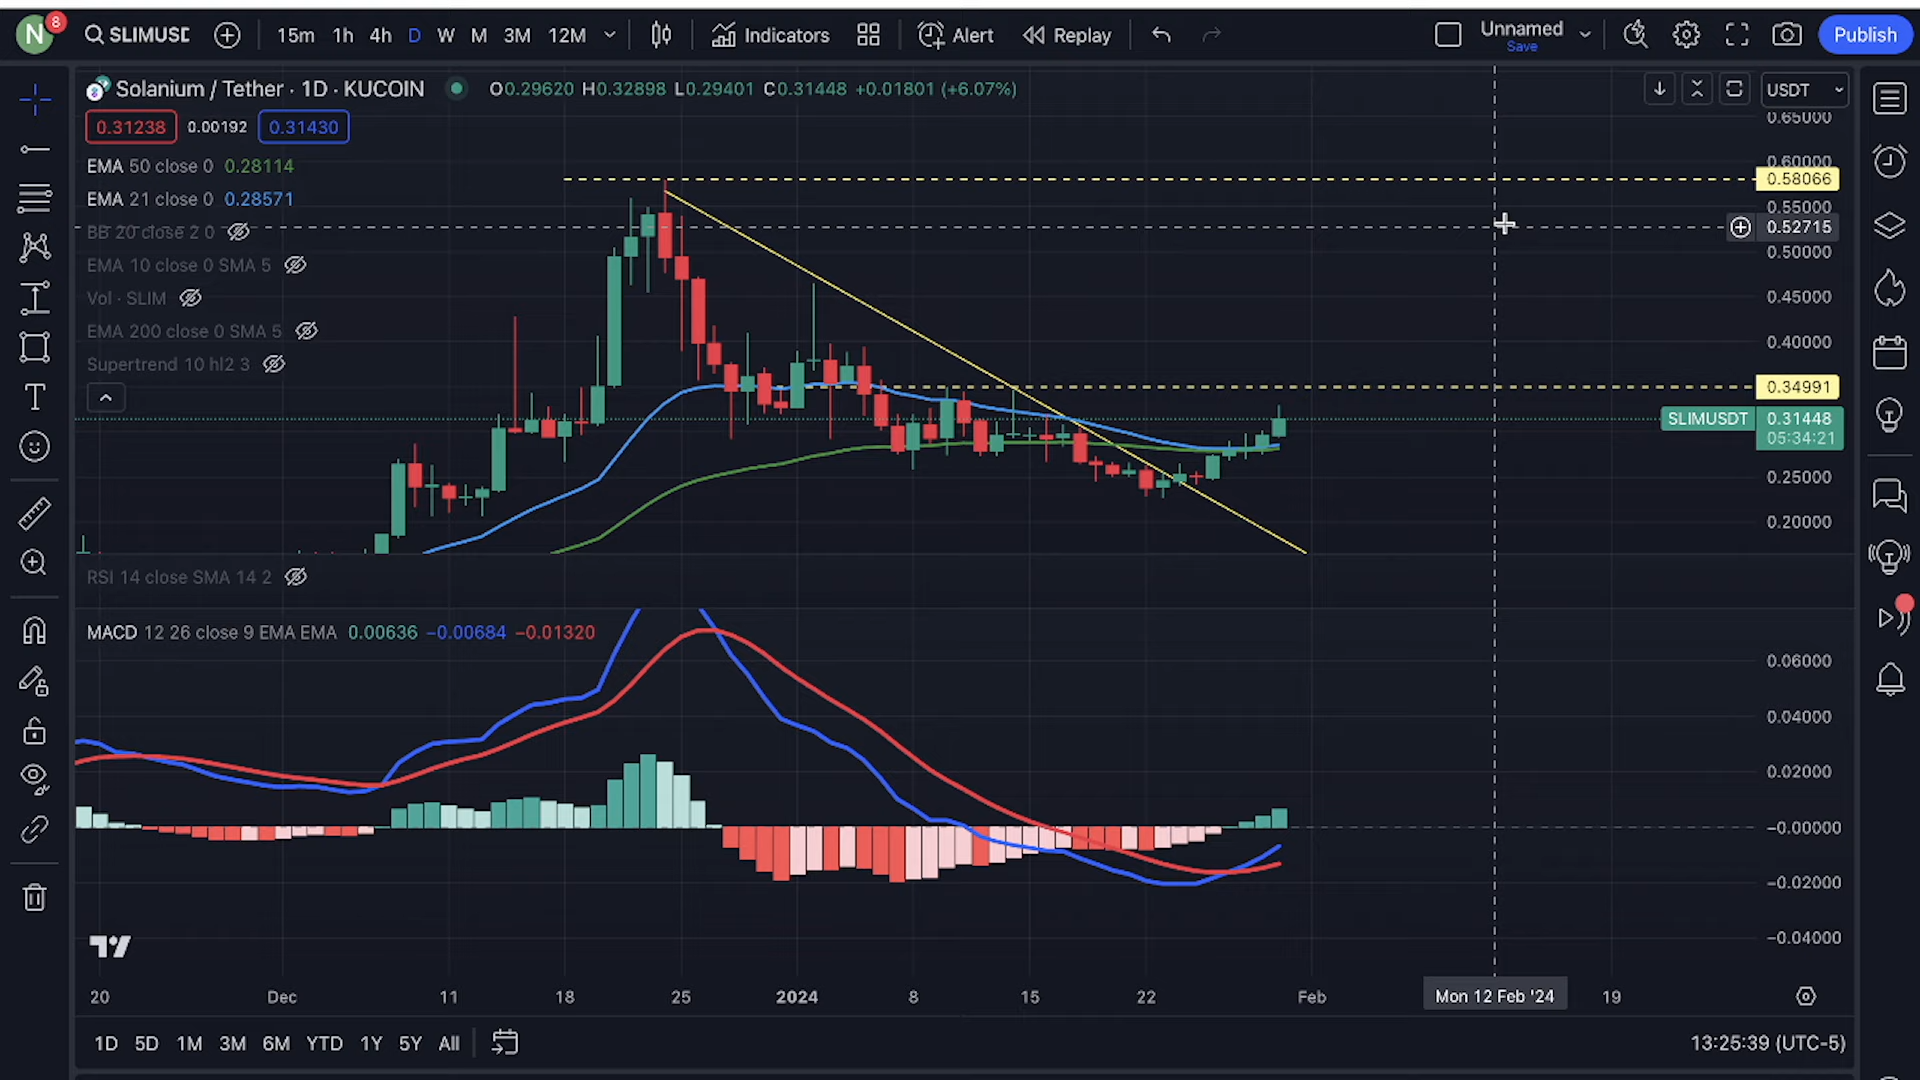 N 8 SLIMUSD 15m 1h 4h D W M 3M 12M Indicators Alert Replay Unnamed Save Publish
Solanium / Tether · 1D · KUCOIN O0.29620 H0.32898 L0.29401 C0.31448 +0.01801 (+6.07%) USDT
0.31238 0.00192 0.31430
EMA 50 close 0 0.28114
EMA 21 close 0 0.28571
BB 20 close 2 0
EMA 10 close 0 SMA 5
Vol · SLIM
EMA 200 close 0 SMA 5
Supertrend 10 hl2 3
0.65000
0.60000
0.58066
0.55000
0.52715
0.50000
0.45000
0.40000
0.34991
SLIMUSDT 0.31448
05:34:21
0.25000
0.20000
RSI 14 close SMA 14 2
MACD 12 26 close 9 EMA EMA 0.00636 −0.00684 −0.01320
0.06000
0.04000
0.02000
−0.00000
−0.02000
−0.04000
20 Dec 11 18 25 2024 8 15 22 Feb Mon 12 Feb '24 19
1D 5D 1M 3M 6M YTD 1Y 5Y All 13:25:39 (UTC-5)